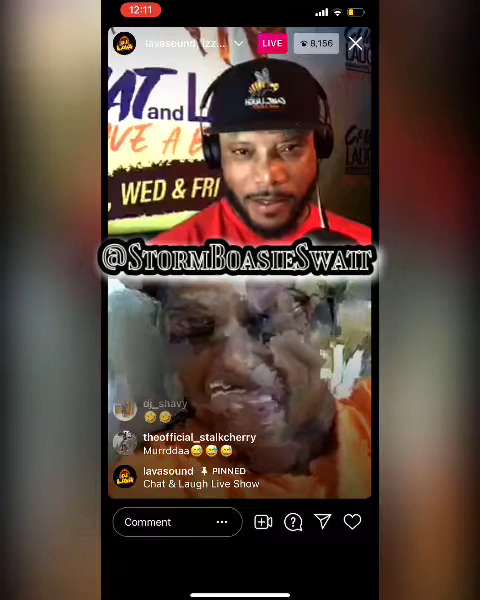 12:11
lavasound, izz...
LIVE
8,156
AT and L
VE A B
WED & FRI
@StormBoasieSwatt
dj_shavy
theofficial_stalkcherry
Murrddaa😅😅😅
lavasound PINNED
Chat & Laugh Live Show
Comment